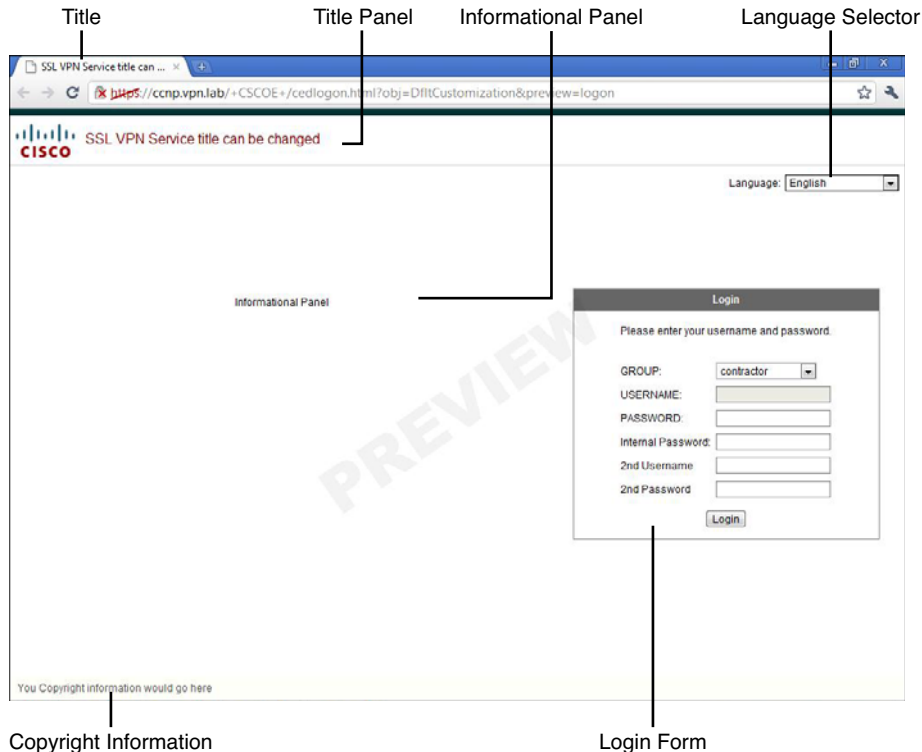 Title Title Panel Informational Panel Language Selector
SSL VPN Service title can ...
https://ccnp.vpn.lab/+CSCOE+/cedlogon.html?obj=DfltCustomization&preview=logon
CISCO SSL VPN Service title can be changed
Language: English
Informational Panel
Login
Please enter your username and password.
GROUP: contractor
USERNAME:
PASSWORD:
Internal Password:
2nd Username
2nd Password
Login
PREVIEW
You Copyright information would go here
Copyright Information Login Form